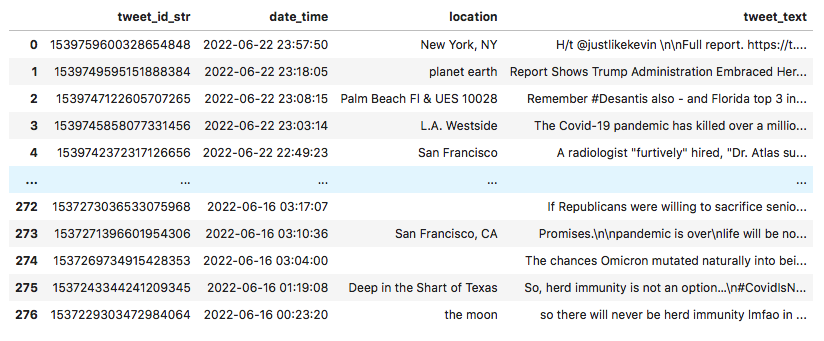 tweet_id_str date_time location tweet_text
0 1539759600328654848 2022-06-22 23:57:50 New York, NY H/t @justlikekevin \n\nFull report. https://t....
1 1539749595151888384 2022-06-22 23:18:05 planet earth Report Shows Trump Administration Embraced Her...
2 1539747122605707265 2022-06-22 23:08:15 Palm Beach Fl & UES 10028 Remember #Desantis also - and Florida top 3 in...
3 1539745858077331456 2022-06-22 23:03:14 L.A. Westside The Covid-19 pandemic has killed over a millio...
4 1539742372317126656 2022-06-22 22:49:23 San Francisco A radiologist "furtively" hired, "Dr. Atlas su...
... ... ... ... ...
272 1537273036533075968 2022-06-16 03:17:07 If Republicans were willing to sacrifice senio...
273 1537271396601954306 2022-06-16 03:10:36 San Francisco, CA Promises.\n\npandemic is over\nlife will be no...
274 1537269734915428353 2022-06-16 03:04:00 The chances Omicron mutated naturally into bei...
275 1537243344241209345 2022-06-16 01:19:08 Deep in the Shart of Texas So, herd immunity is not an option...\n#CovidIsN...
276 1537229303472984064 2022-06-16 00:23:20 the moon so there will never be herd immunity lmfao in ...